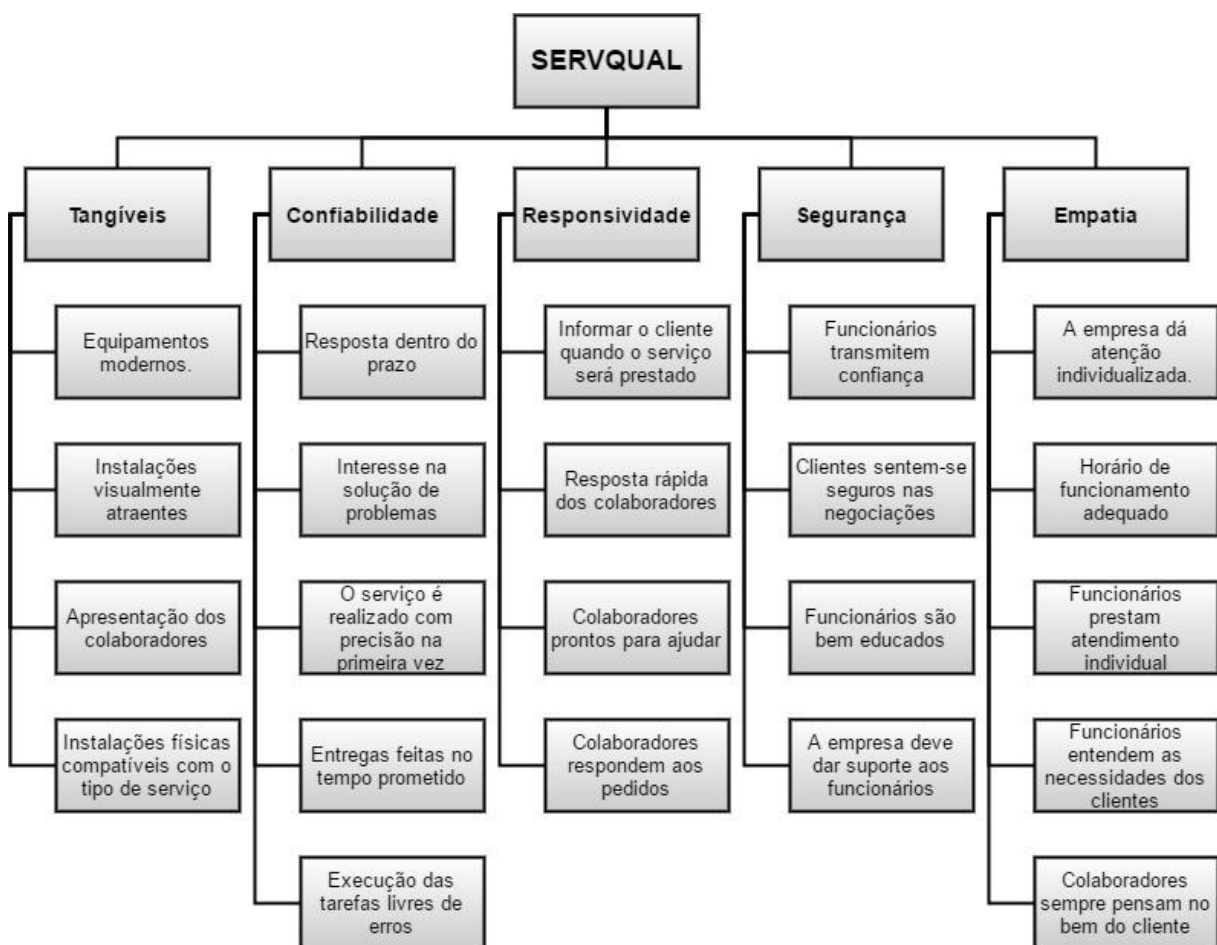 SERVQUAL
Tangíveis
Confiabilidade
Responsividade
Segurança
Empatia
Equipamentos
modernos.
Instalações
visualmente
atraentes
Apresentação dos
colaboradores
Instalações físicas
compatíveis com o
tipo de serviço
Resposta dentro do
prazo
Interesse na
solução de
problemas
O serviço é
realizado com
precisão na
primeira vez
Entregas feitas no
tempo prometido
Execução das
tarefas livres de
erros
Informar o cliente
quando o serviço
será prestado
Resposta rápida
dos colaboradores
Colaboradores
prontos para ajudar
Colaboradores
respondem aos
pedidos
Funcionários
transmitem
confiança
Clientes sentem-se
seguros nas
negociações
Funcionários são
bem educados
A empresa deve
dar suporte aos
funcionários
A empresa dá
atenção
individualizada.
Horário de
funcionamento
adequado
Funcionários
prestam
atendimento
individual
Funcionários
entendem as
necessidades dos
clientes
Colaboradores
sempre pensam no
bem do cliente